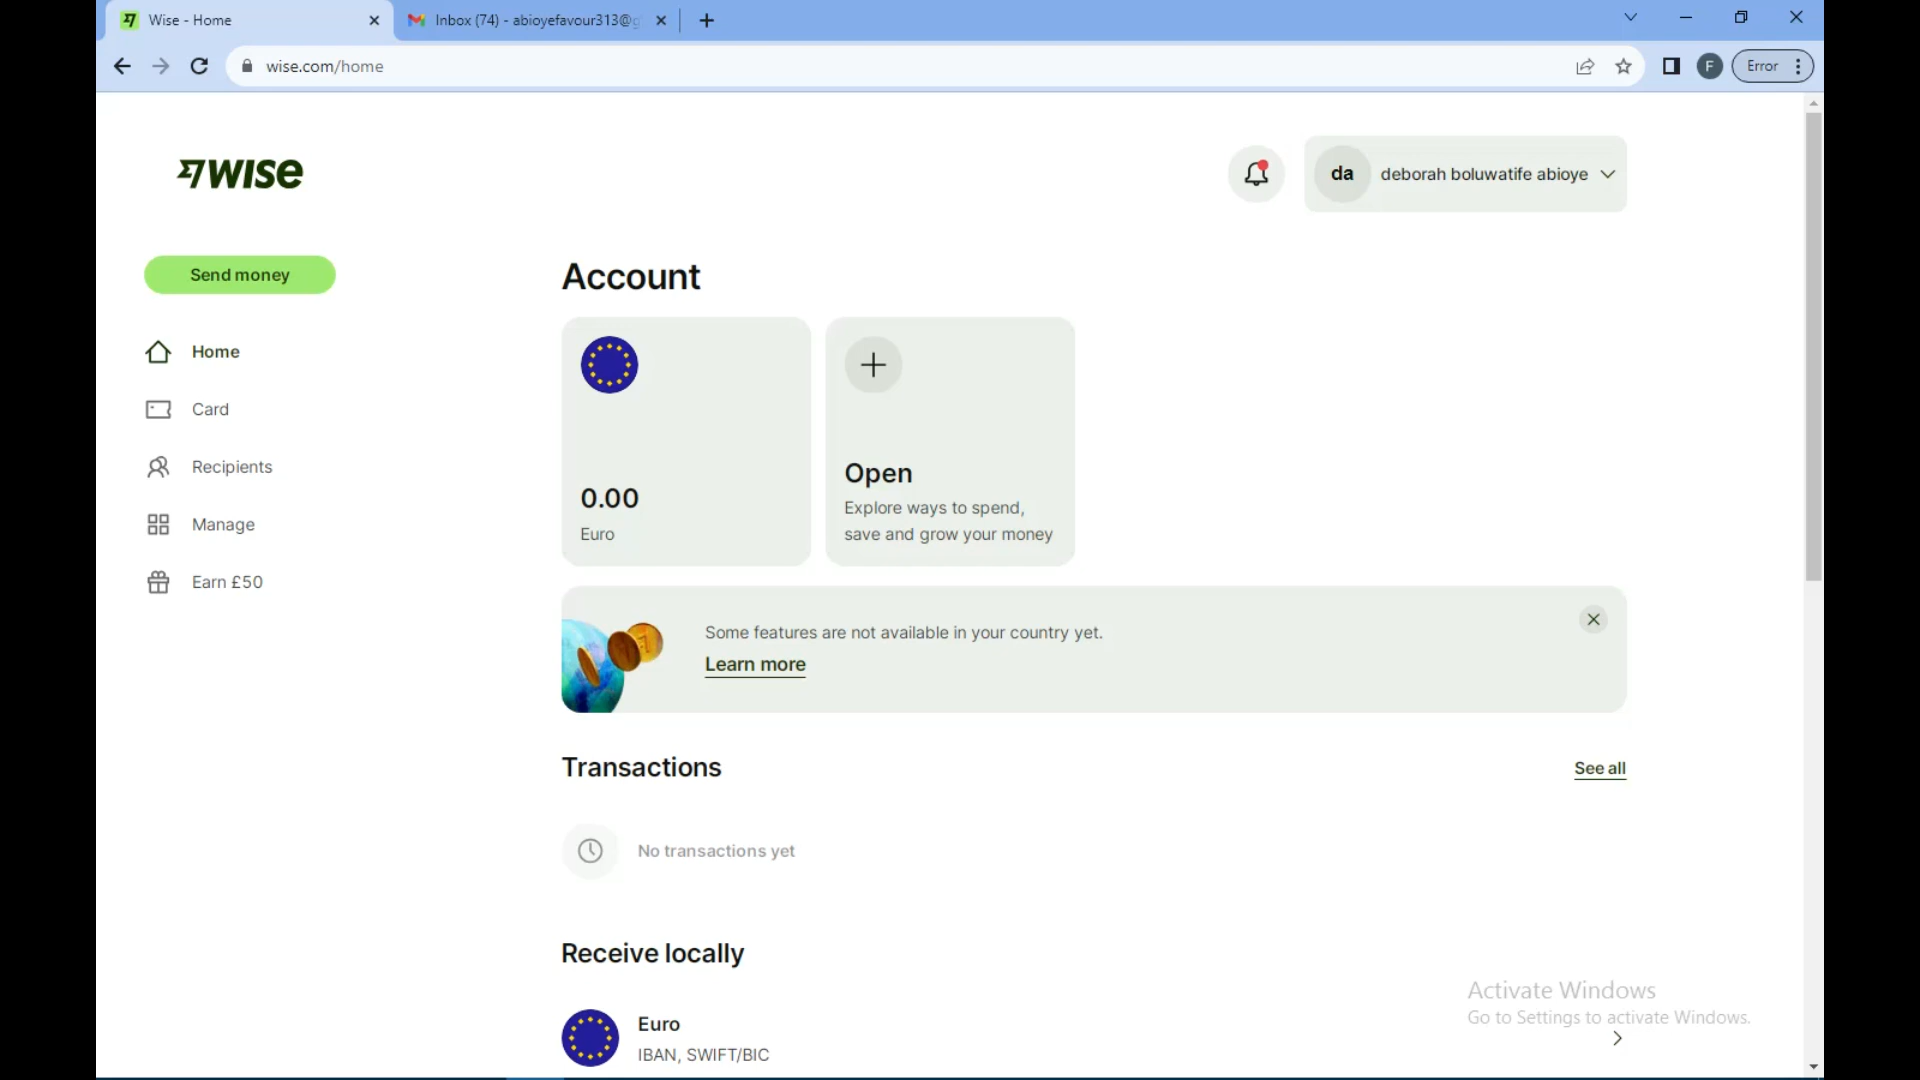 Wise - Home
Inbox (74) - abioyefavour313@g
wise.com/home
F
Error
WISE
da
deborah boluwatife abioye
Send money
Home
Card
Recipients
Manage
Earn £50
Account
0.00
Euro
Open
Explore ways to spend,
save and grow your money
Some features are not available in your country yet.
Learn more
Transactions
See all
No transactions yet
Receive locally
Euro
IBAN, SWIFT/BIC
Activate Windows
Go to Settings to activate Windows.